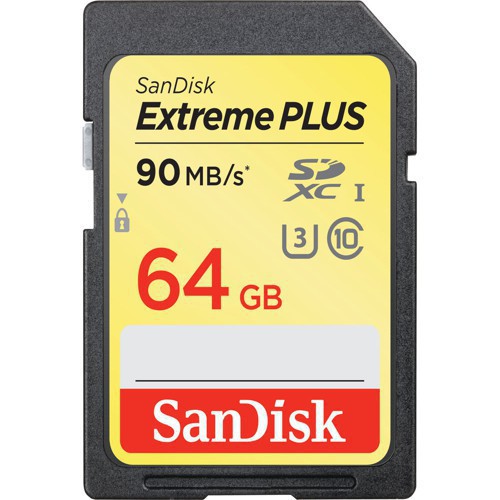 SanDisk
Extreme PLUS
90 MB/s*
SD XC I
3 10
64 GB
SanDisk